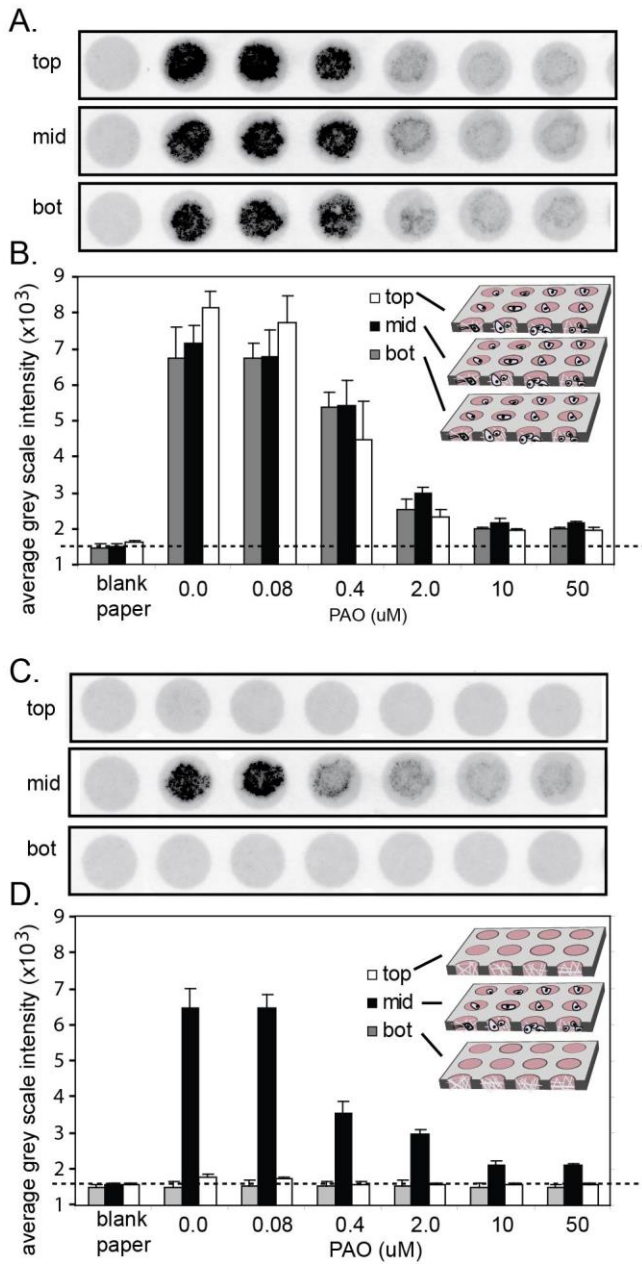 A.
top
mid
bot
B.
average grey scale intensity (x10³)
9
8
7
6
5
4
3
2
1
top
mid
bot
blank paper
0.0 0.08 0.4 2.0 10 50
PAO (uM)
C.
top
mid
bot
D.
average grey scale intensity (x10³)
9
8
7
6
5
4
3
2
1
top
mid
bot
blank paper
0.0 0.08 0.4 2.0 10 50
PAO (uM)